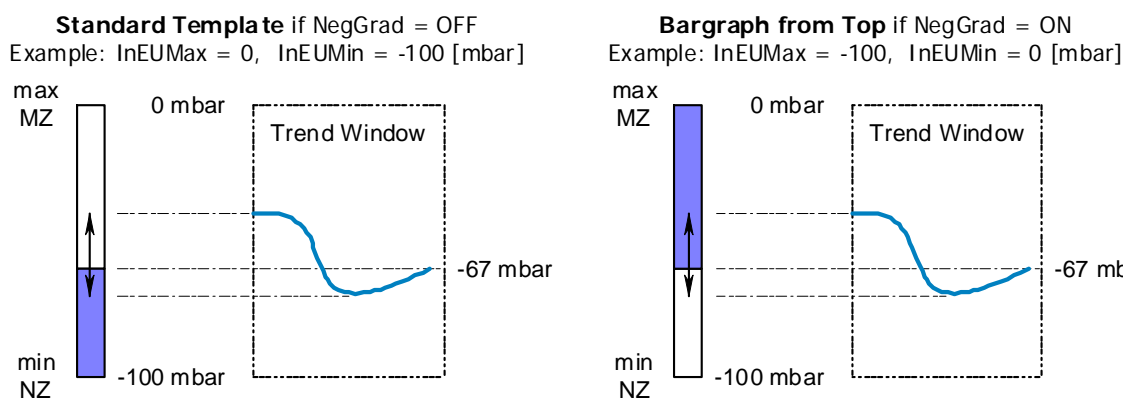 Standard Template if NegGrad = OFF
Example: InEUMax = 0, InEUMin = -100 [mbar]
max
MZ
0 mbar
Trend Window
-67 mbar
min
NZ
-100 mbar
Bargraph from Top if NegGrad = ON
Example: InEUMax = -100, InEUMin = 0 [mbar]
max
MZ
0 mbar
Trend Window
-67 mb
min
NZ
-100 mbar